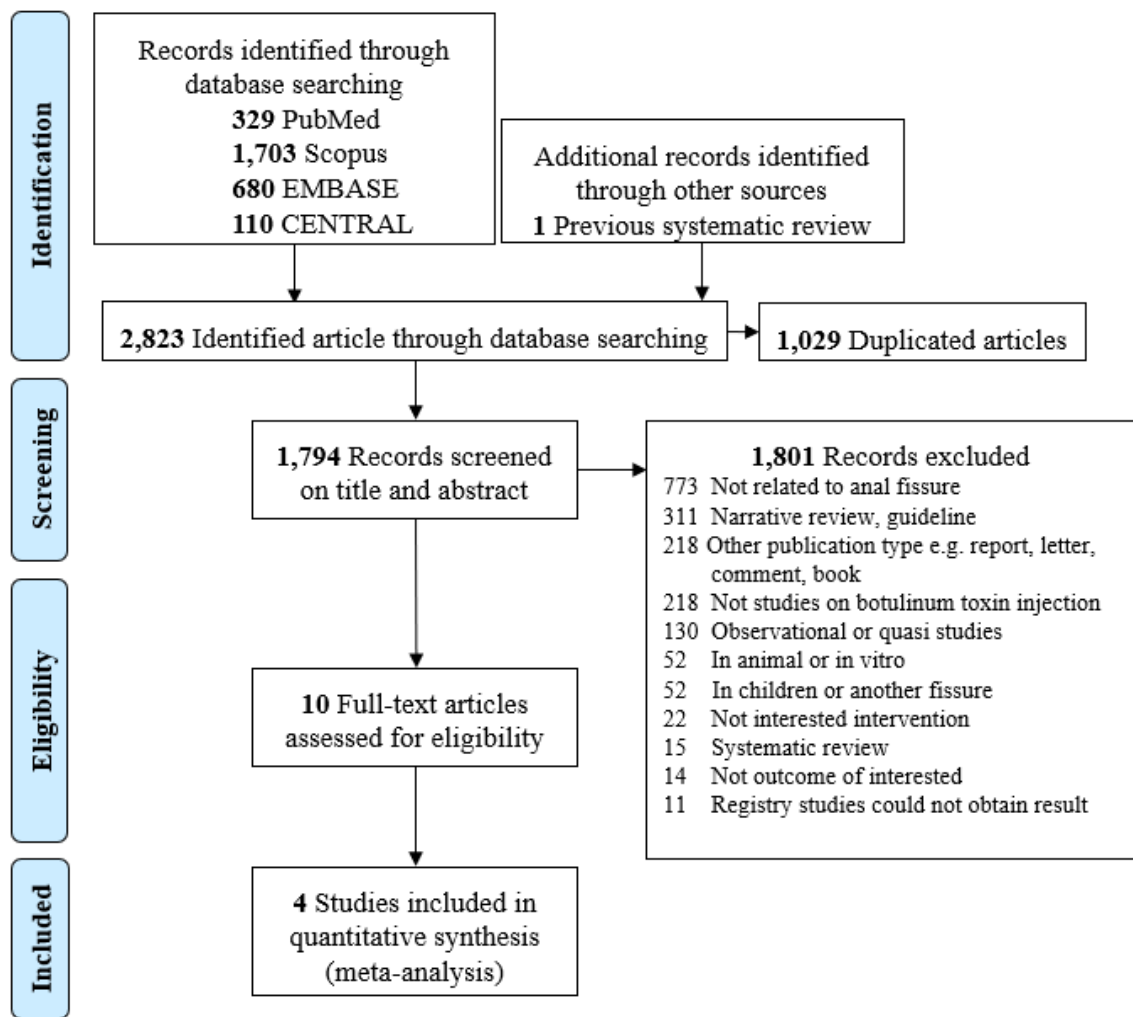 Identification
Records identified through
database searching
329 PubMed
1,703 Scopus
680 EMBASE
110 CENTRAL
Additional records identified
through other sources
1 Previous systematic review
2,823 Identified article through database searching
1,029 Duplicated articles
Screening
1,794 Records screened
on title and abstract
1,801 Records excluded
773 Not related to anal fissure
311 Narrative review, guideline
218 Other publication type e.g. report, letter,
comment, book
218 Not studies on botulinum toxin injection
130 Observational or quasi studies
52 In animal or in vitro
52 In children or another fissure
22 Not interested intervention
15 Systematic review
14 Not outcome of interested
11 Registry studies could not obtain result
Eligibility
10 Full-text articles
assessed for eligibility
Included
4 Studies included in
quantitative synthesis
(meta-analysis)